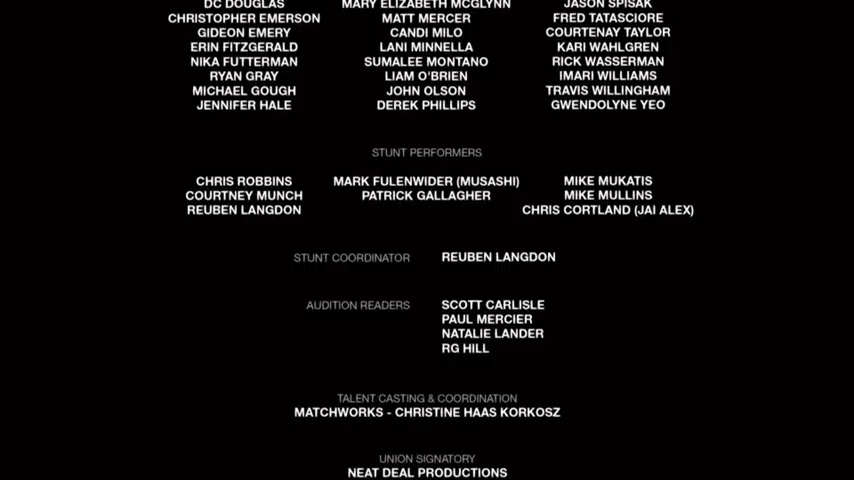 DC DOUGLAS MARY ELIZABETH MCGLYNN JASON SPISAK
CHRISTOPHER EMERSON MATT MERCER FRED TATASCIORE
GIDEON EMERY CANDI MILO COURTENAY TAYLOR
ERIN FITZGERALD LANI MINNELLA KARI WAHLGREN
NIKA FUTTERMAN SUMALEE MONTANO RICK WASSERMAN
RYAN GRAY LIAM O'BRIEN IMARI WILLIAMS
MICHAEL GOUGH JOHN OLSON TRAVIS WILLINGHAM
JENNIFER HALE DEREK PHILLIPS GWENDOLYNE YEO
STUNT PERFORMERS
CHRIS ROBBINS MARK FULENWIDER (MUSASHI) MIKE MUKATIS
COURTNEY MUNCH PATRICK GALLAGHER MIKE MULLINS
REUBEN LANGDON CHRIS CORTLAND (JAI ALEX)
STUNT COORDINATOR REUBEN LANGDON
AUDITION READERS SCOTT CARLISLE
PAUL MERCIER
NATALIE LANDER
RG HILL
TALENT CASTING & COORDINATION
MATCHWORKS - CHRISTINE HAAS KORKOSZ
UNION SIGNATORY
NEAT DEAL PRODUCTIONS